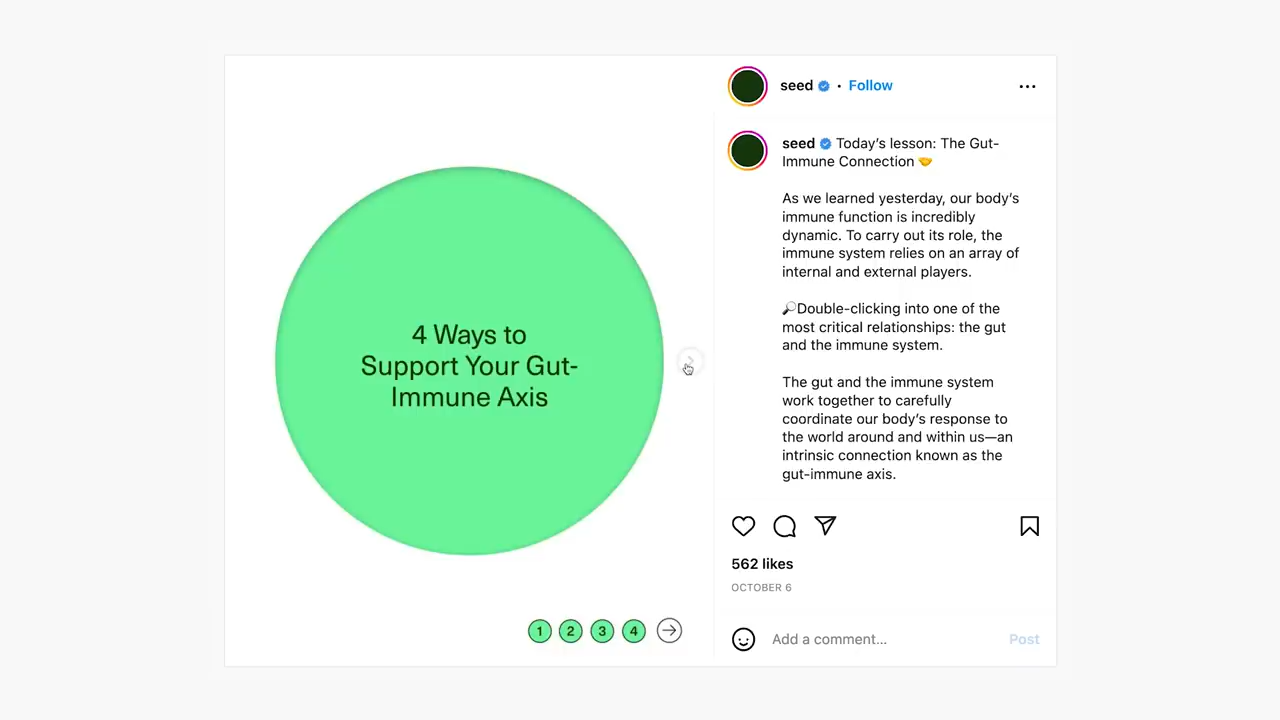 4 Ways to
Support Your Gut-
Immune Axis
1 2 3 4
seed • Follow
seed Today’s lesson: The Gut-
Immune Connection
As we learned yesterday, our body’s
immune function is incredibly
dynamic. To carry out its role, the
immune system relies on an array of
internal and external players.
Double-clicking into one of the
most critical relationships: the gut
and the immune system.
The gut and the immune system
work together to carefully
coordinate our body’s response to
the world around and within us—an
intrinsic connection known as the
gut-immune axis.
562 likes
OCTOBER 6
Add a comment...
Post